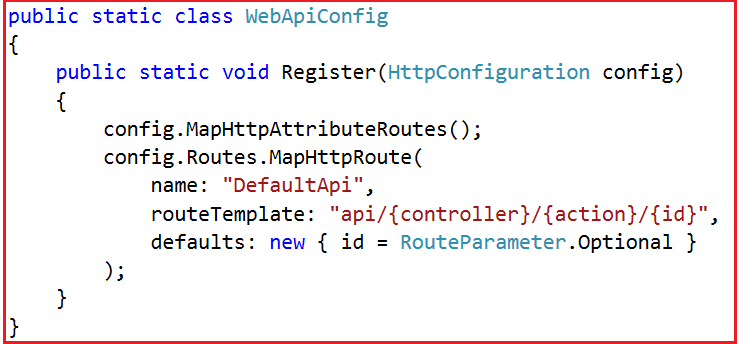 public static class WebApiConfig
{
    public static void Register(HttpConfiguration config)
    {
        config.MapHttpAttributeRoutes();
        config.Routes.MapHttpRoute(
            name: "DefaultApi",
            routeTemplate: "api/{controller}/{action}/{id}",
            defaults: new { id = RouteParameter.Optional }
        );
    }
}